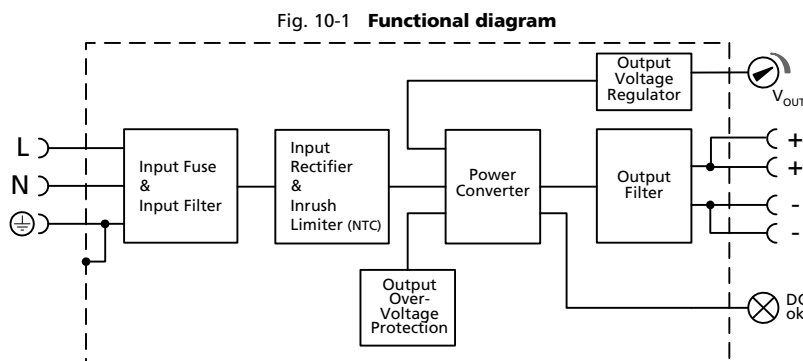 Fig. 10-1 Functional diagram
Output
Voltage
Regulator
VOUT
L
N
Input Fuse
&
Input Filter
Input
Rectifier
&
Inrush
Limiter (NTC)
Power
Converter
Output
Filter
+
+
-
-
Output
Over-
Voltage
Protection
DC
ok